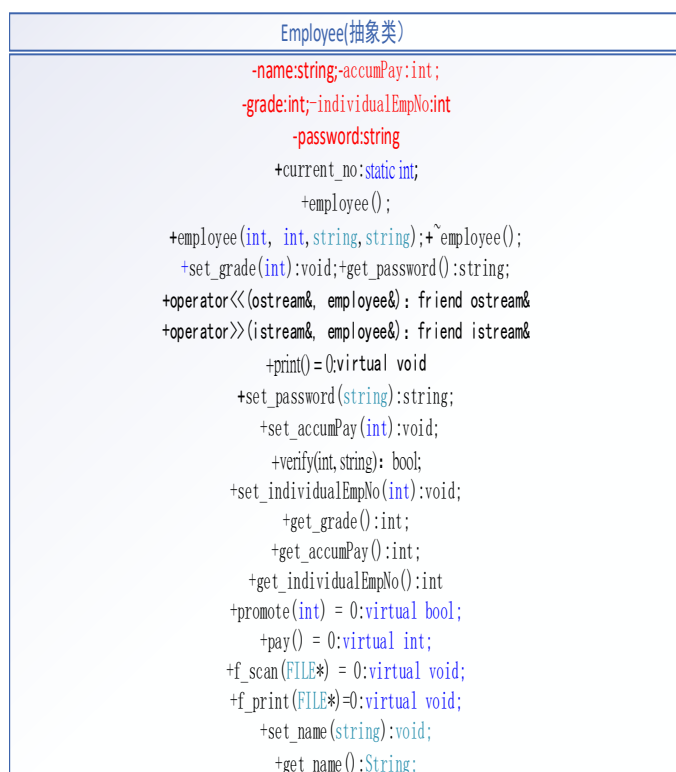 Employee(抽象类)
-name:string;-accumPay:int;
-grade:int;-individualEmpNo:int
-password:string
+current_no:static int;
+employee();
+employee(int, int,string,string);+~employee();
+set_grade(int):void;+get_password():string;
+operator<<(ostream&, employee&): friend ostream&
+operator>>(istream&, employee&): friend istream&
+print() = 0:virtual void
+set_password(string):string;
+set_accumPay(int):void;
+verify(int, string): bool;
+set_individualEmpNo(int):void;
+get_grade():int;
+get_accumPay():int;
+get_individualEmpNo():int
+promote(int) = 0:virtual bool;
+pay() = 0:virtual int;
+f_scan(FILE*) = 0:virtual void;
+f_print(FILE*)=0:virtual void;
+set_name(string):void;
+get_name():String;